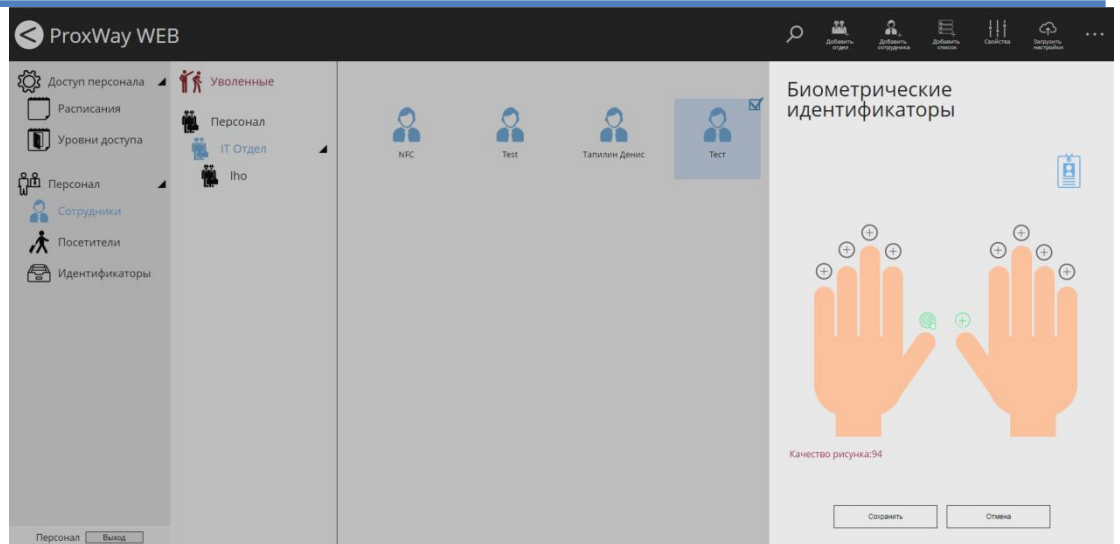 ProxWay WEB
Добавить
отдел
Добавить
сотрудника
Добавить
список
Свойства
Загрузить
настройки
Доступ персонала
Расписания
Уровни доступа
Персонал
Сотрудники
Посетители
Идентификаторы
Персонал
Выход
Уволенные
Персонал
IT Отдел
Iho
NFC
Test
Тапилин Денис
Тест
Биометрические
идентификаторы
Качество рисунка:94
Сохранить
Отмена